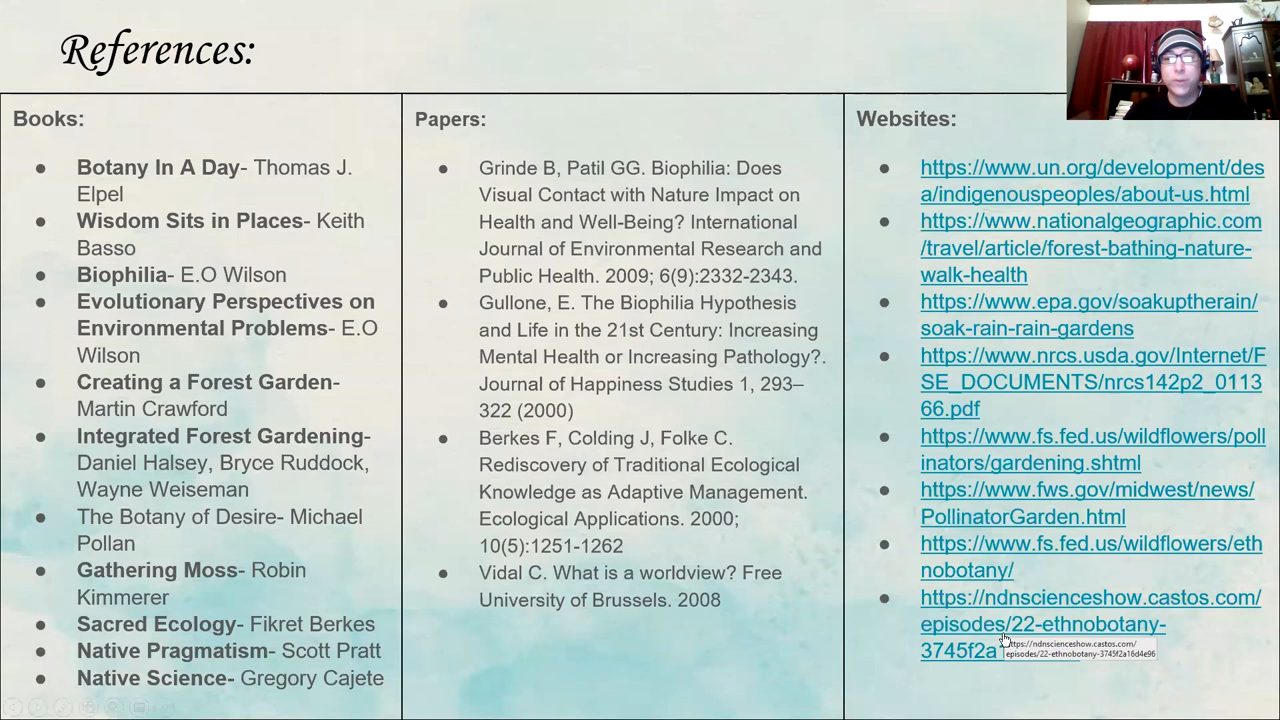 References:
Books:
Botany In A Day- Thomas J.
Elpel
Wisdom Sits in Places- Keith
Basso
Biophilia- E.O Wilson
Evolutionary Perspectives on
Environmental Problems- E.O
Wilson
Creating a Forest Garden-
Martin Crawford
Integrated Forest Gardening-
Daniel Halsey, Bryce Ruddock,
Wayne Weiseman
The Botany of Desire- Michael
Pollan
Gathering Moss- Robin
Kimmerer
Sacred Ecology- Fikret Berkes
Native Pragmatism- Scott Pratt
Native Science- Gregory Cajete
Papers:
Grinde B, Patil GG. Biophilia: Does
Visual Contact with Nature Impact on
Health and Well-Being? International
Journal of Environmental Research and
Public Health. 2009; 6(9):2332-2343.
Gullone, E. The Biophilia Hypothesis
and Life in the 21st Century: Increasing
Mental Health or Increasing Pathology?.
Journal of Happiness Studies 1, 293–
322 (2000)
Berkes F, Colding J, Folke C.
Rediscovery of Traditional Ecological
Knowledge as Adaptive Management.
Ecological Applications. 2000;
10(5):1251-1262
Vidal C. What is a worldview? Free
University of Brussels. 2008
Websites:
https://www.un.org/development/des
a/indigenouspeoples/about-us.html
https://www.nationalgeographic.com
/travel/article/forest-bathing-nature-
walk-health
https://www.epa.gov/soakuptherain/
soak-rain-rain-gardens
https://www.nrcs.usda.gov/Internet/F
SE_DOCUMENTS/nrcs142p2_0113
66.pdf
https://www.fs.fed.us/wildflowers/poll
inators/gardening.shtml
https://www.fws.gov/midwest/news/
PollinatorGarden.html
https://www.fs.fed.us/wildflowers/eth
nobotany/
https://ndnscienceshow.castos.com/
episodes/22-ethnobotany-
3745f2a
https://ndnscienceshow.castos.com/
episodes/22-ethnobotany-3745f2a16d4e96